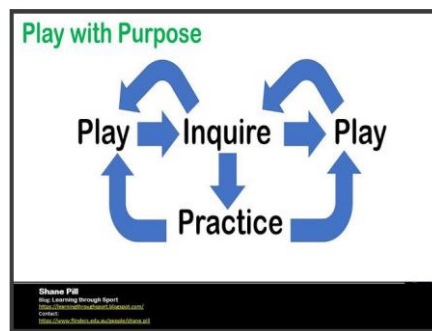 Play with Purpose
Play Inquire Play
Practice
Shane Pill
Blog: Learning through Sport
https://learningthroughsport.blogspot.com/
Contact:
https://www.flinders.edu.au/people/shane.pill